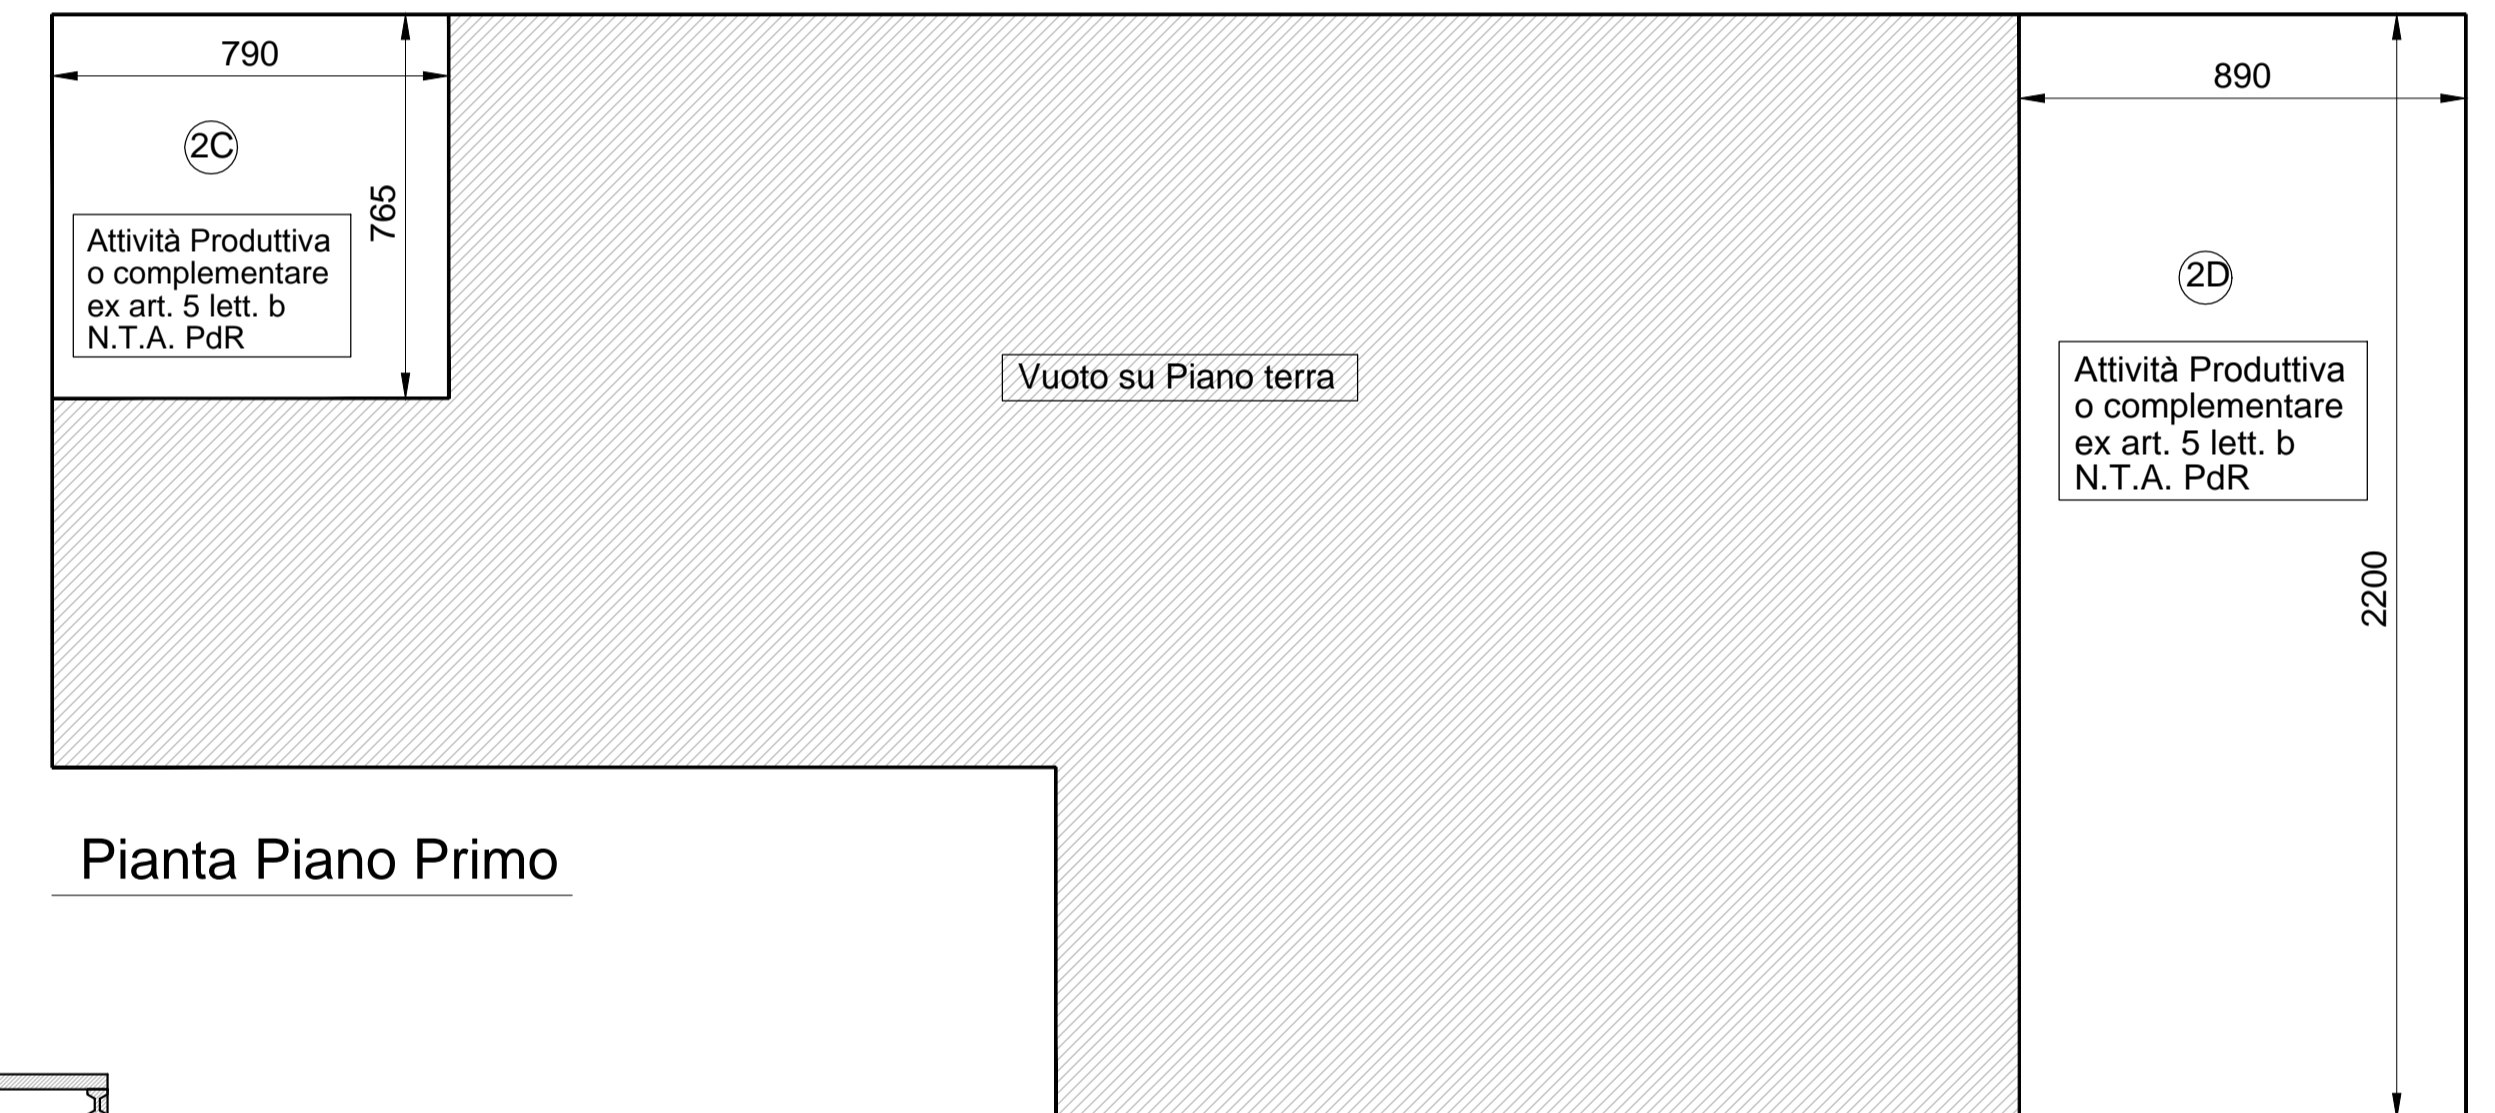 790
2C
765
Attività Produttiva
o complementare
ex art. 5 lett. b
N.T.A. PdR
Vuoto su Piano terra
890
2D
Attività Produttiva
o complementare
ex art. 5 lett. b
N.T.A. PdR
2200
Pianta Piano Primo